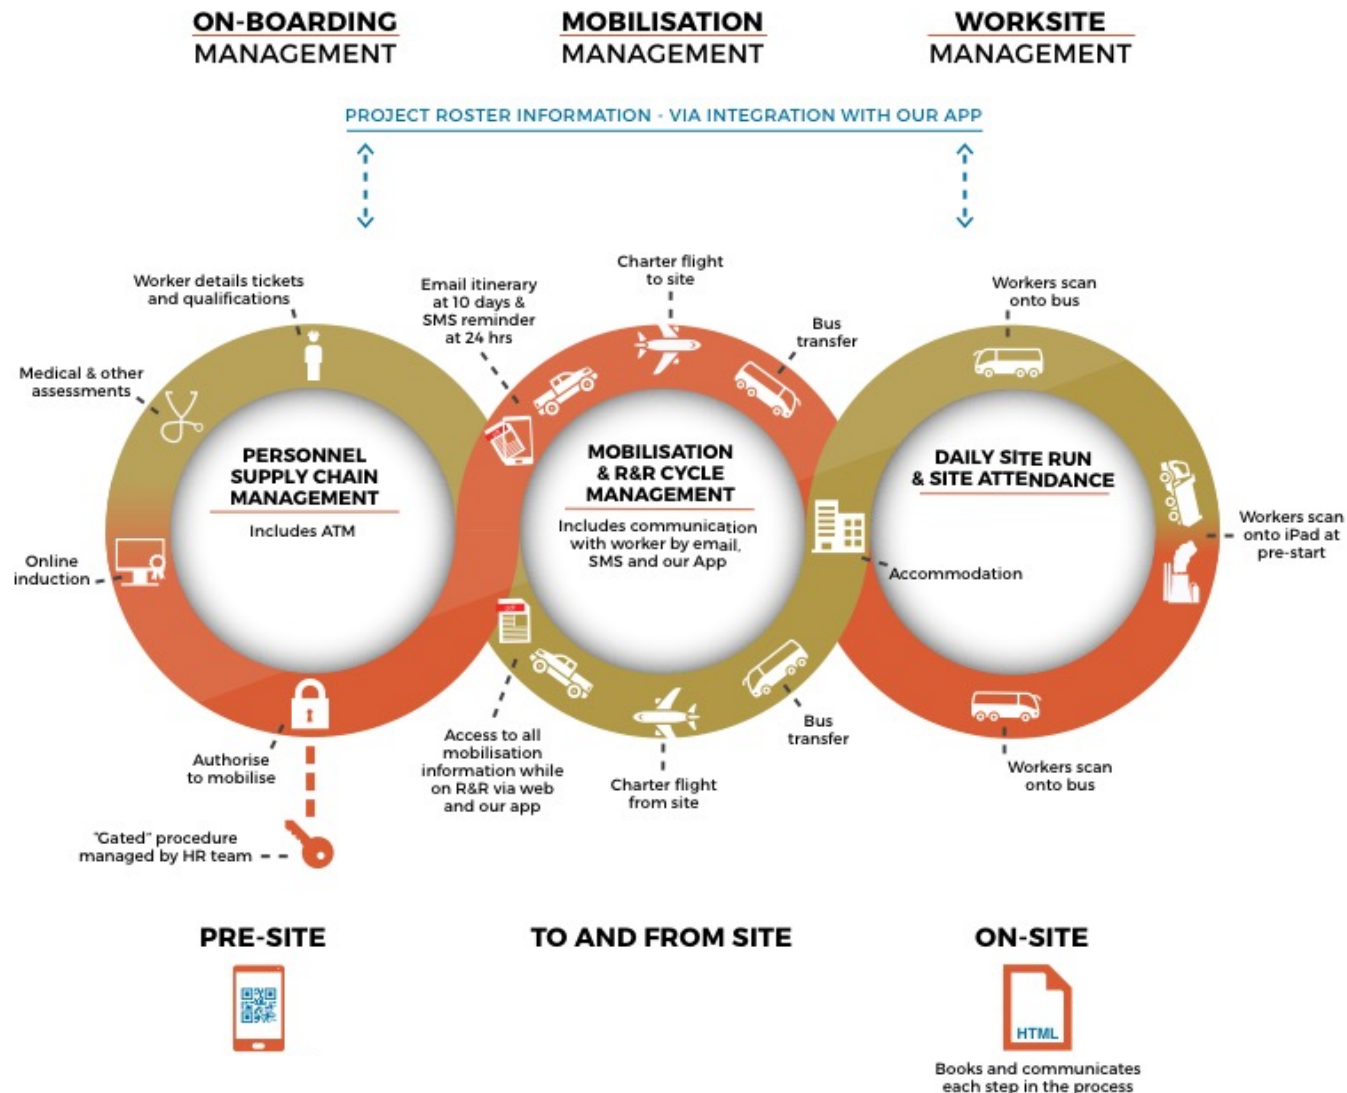 ON-BOARDING
MANAGEMENT
MOBILISATION
MANAGEMENT
WORKSITE
MANAGEMENT
PROJECT ROSTER INFORMATION - VIA INTEGRATION WITH OUR APP
Worker details tickets
and qualifications
Medical & other
assessments
Online
induction
PERSONNEL
SUPPLY CHAIN
MANAGEMENT
Includes ATM
Authorise
to mobilise
"Gated" procedure
managed by HR team
Email itinerary
at 10 days &
SMS reminder
at 24 hrs
Charter flight
to site
Bus
transfer
MOBILISATION
& R&R CYCLE
MANAGEMENT
Includes communication
with worker by email,
SMS and our App
pdf
Access to all
mobilisation
information while
on R&R via web
and our app
Charter flight
from site
Bus
transfer
Accommodation
Workers scan
onto bus
DAILY SITE RUN
& SITE ATTENDANCE
Workers scan
onto iPad at
pre-start
Workers scan
onto bus
PRE-SITE
TO AND FROM SITE
ON-SITE
HTML
Books and communicates
each step in the process